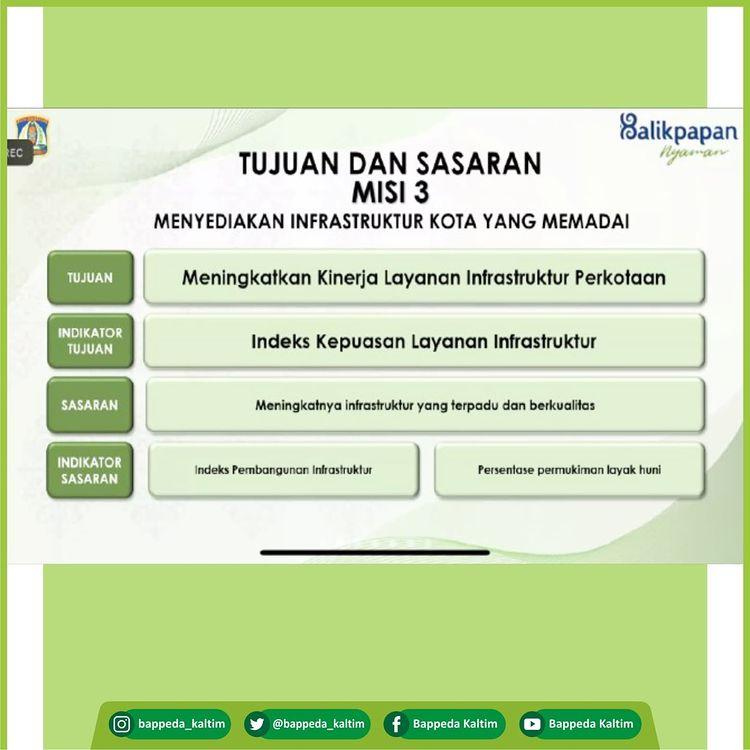 REC
Balikpapan
Nyaman
TUJUAN DAN SASARAN
MISI 3
MENYEDIAKAN INFRASTRUKTUR KOTA YANG MEMADAI
TUJUAN
Meningkatkan Kinerja Layanan Infrastruktur Perkotaan
INDIKATOR
TUJUAN
Indeks Kepuasan Layanan Infrastruktur
SASARAN
Meningkatnya infrastruktur yang terpadu dan berkualitas
INDIKATOR
SASARAN
Indeks Pembangunan Infrastruktur
Persentase permukiman layak huni
bappeda_kaltim
@bappeda_kaltim
Bappeda Kaltim
Bappeda Kaltim